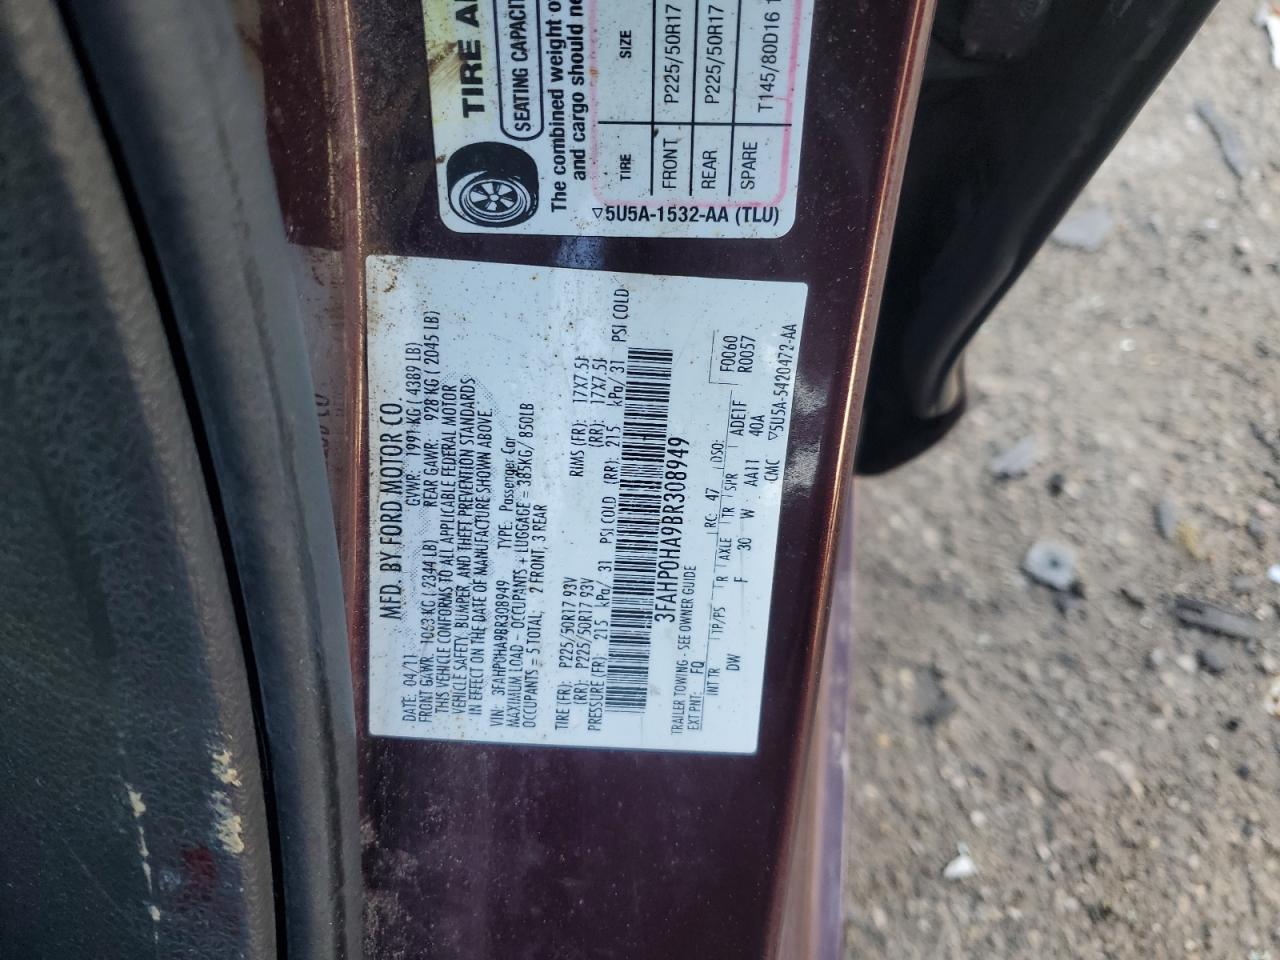 TIRE A
SEATING CAPACIT
The combined weight o
and cargo should ne
TIRE SIZE
FRONT P225/50R17
REAR P225/50R17
SPARE T145/80D16 1
▽5U5A-1532-AA (TLU)
MFD. BY FORD MOTOR CO.
DATE: 04/11 GVWR: 1991 KG ( 4389 LB)
FRONT GAWR: 1063 KG ( 2344 LB) REAR GAWR: 928 KG ( 2045 LB)
THIS VEHICLE CONFORMS TO ALL APPLICABLE FEDERAL MOTOR
VEHICLE SAFETY, BUMPER, AND THEFT PREVENTION STANDARDS
IN EFFECT ON THE DATE OF MANUFACTURE SHOWN ABOVE
VIN: 3FAHP0HA9BR308949 TYPE: Passenger Car
MAXIMUM LOAD - OCCUPANTS + LUGGAGE = 385KG/ 850LB
OCCUPANTS = 5 TOTAL; 2 FRONT, 3 REAR
TIRE (FR): P225/50R17 93V RIMS (FR): 17X7.5J
(RR): P225/50R17 93V (RR): 17X7.5J
PRESSURE (FR): 215 kPa/ 31 PSI COLD (RR): 215 kPa/ 31 PSI COLD
3FAHP0HA9BR308949
TRAILER TOWING - SEE OWNER GUIDE
EXT PNT: FQ RC: 47 DSO: F0060
INT TR TP/PS R AXLE TR SPR ADE1F R0057
DW F 30 W AA11 40A
CMC ▽5U5A-5420472-AA